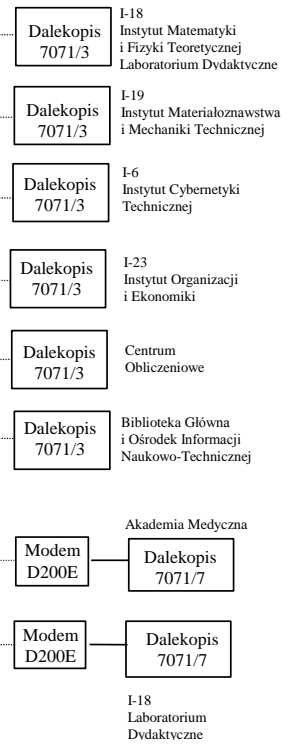 Dalekopis
7071/3
I-18
Instytut Matematyki
i Fizyki Teoretycznej
Laboratorium Dydaktyczne
Dalekopis
7071/3
I-19
Instytut Materiałoznawstwa
i Mechaniki Technicznej
Dalekopis
7071/3
I-6
Instytut Cybernetyki
Technicznej
Dalekopis
7071/3
I-23
Instytut Organizacji
i Ekonomiki
Dalekopis
7071/3
Centrum
Obliczeniowe
Dalekopis
7071/3
Biblioteka Główna
i Ośrodek Informacji
Naukowo-Technicznej
Akademia Medyczna
Modem
D200E
Dalekopis
7071/7
Modem
D200E
Dalekopis
7071/7
I-18
Laboratorium
Dydaktyczne